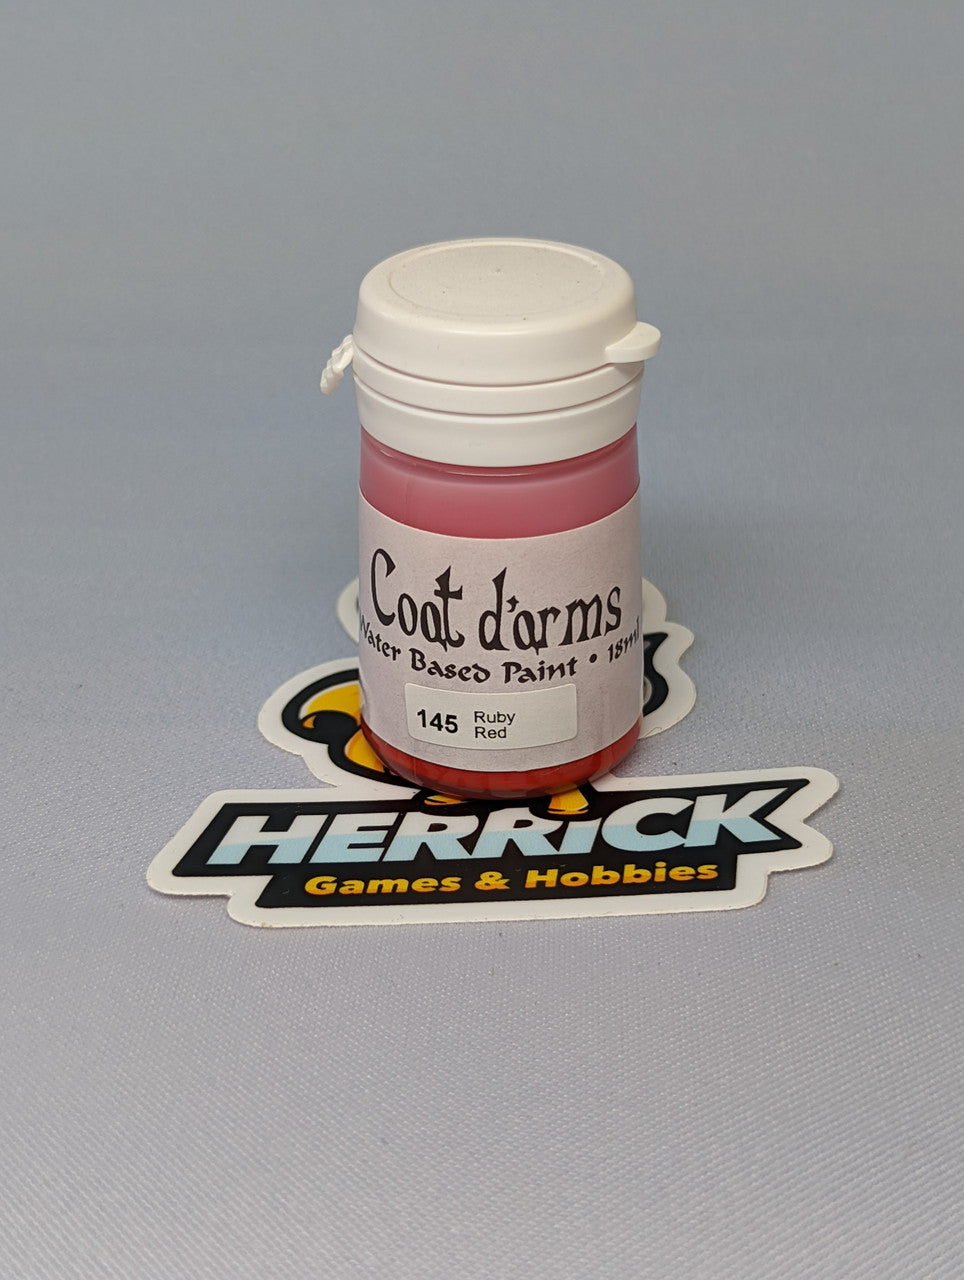 Coat d'arms
Water Based Paint • 18ml
145 Ruby
Red
HERRICK
Games & Hobbies